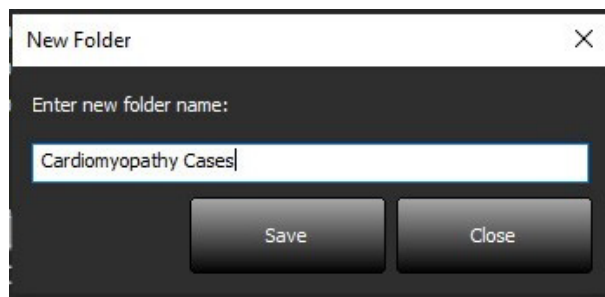 New Folder
Enter new folder name:
Cardiomyopathy Cases
Save
Close